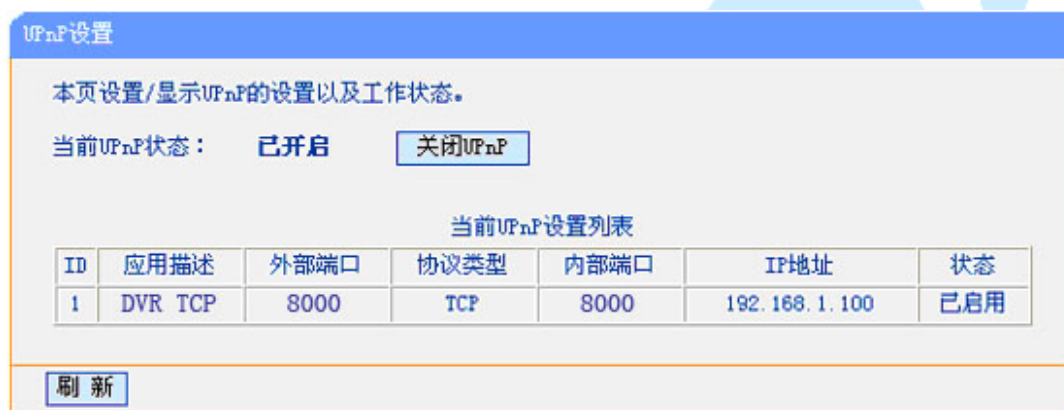 UPnP设置
本页设置/显示UPnP的设置以及工作状态。
当前UPnP状态： 已开启 关闭UPnP
当前UPnP设置列表
ID 应用描述 外部端口 协议类型 内部端口 IP地址 状态
1 DVR TCP 8000 TCP 8000 192.168.1.100 已启用
刷 新